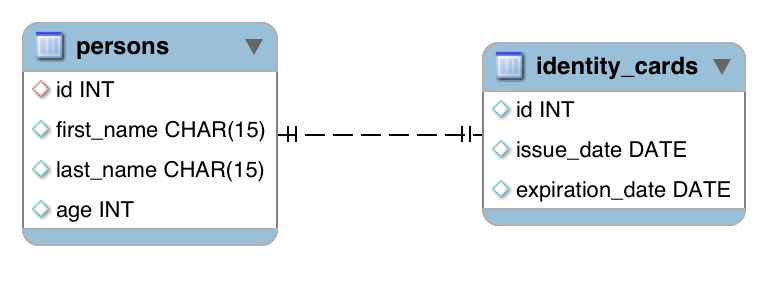 persons
id INT
first_name CHAR(15)
last_name CHAR(15)
age INT
identity_cards
id INT
issue_date DATE
expiration_date DATE